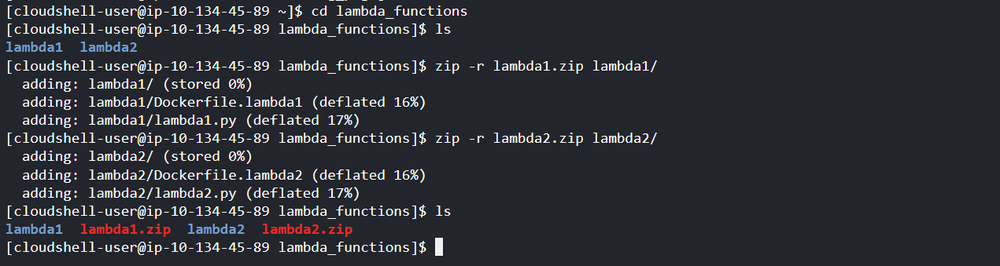 [cloudshell-user@ip-10-134-45-89 ~]$ cd lambda_functions
[cloudshell-user@ip-10-134-45-89 lambda_functions]$ ls
lambda1  lambda2
[cloudshell-user@ip-10-134-45-89 lambda_functions]$ zip -r lambda1.zip lambda1/
  adding: lambda1/ (stored 0%)
  adding: lambda1/Dockerfile.lambda1 (deflated 16%)
  adding: lambda1/lambda1.py (deflated 17%)
[cloudshell-user@ip-10-134-45-89 lambda_functions]$ zip -r lambda2.zip lambda2/
  adding: lambda2/ (stored 0%)
  adding: lambda2/Dockerfile.lambda2 (deflated 16%)
  adding: lambda2/lambda2.py (deflated 17%)
[cloudshell-user@ip-10-134-45-89 lambda_functions]$ ls
lambda1  lambda1.zip  lambda2  lambda2.zip
[cloudshell-user@ip-10-134-45-89 lambda_functions]$